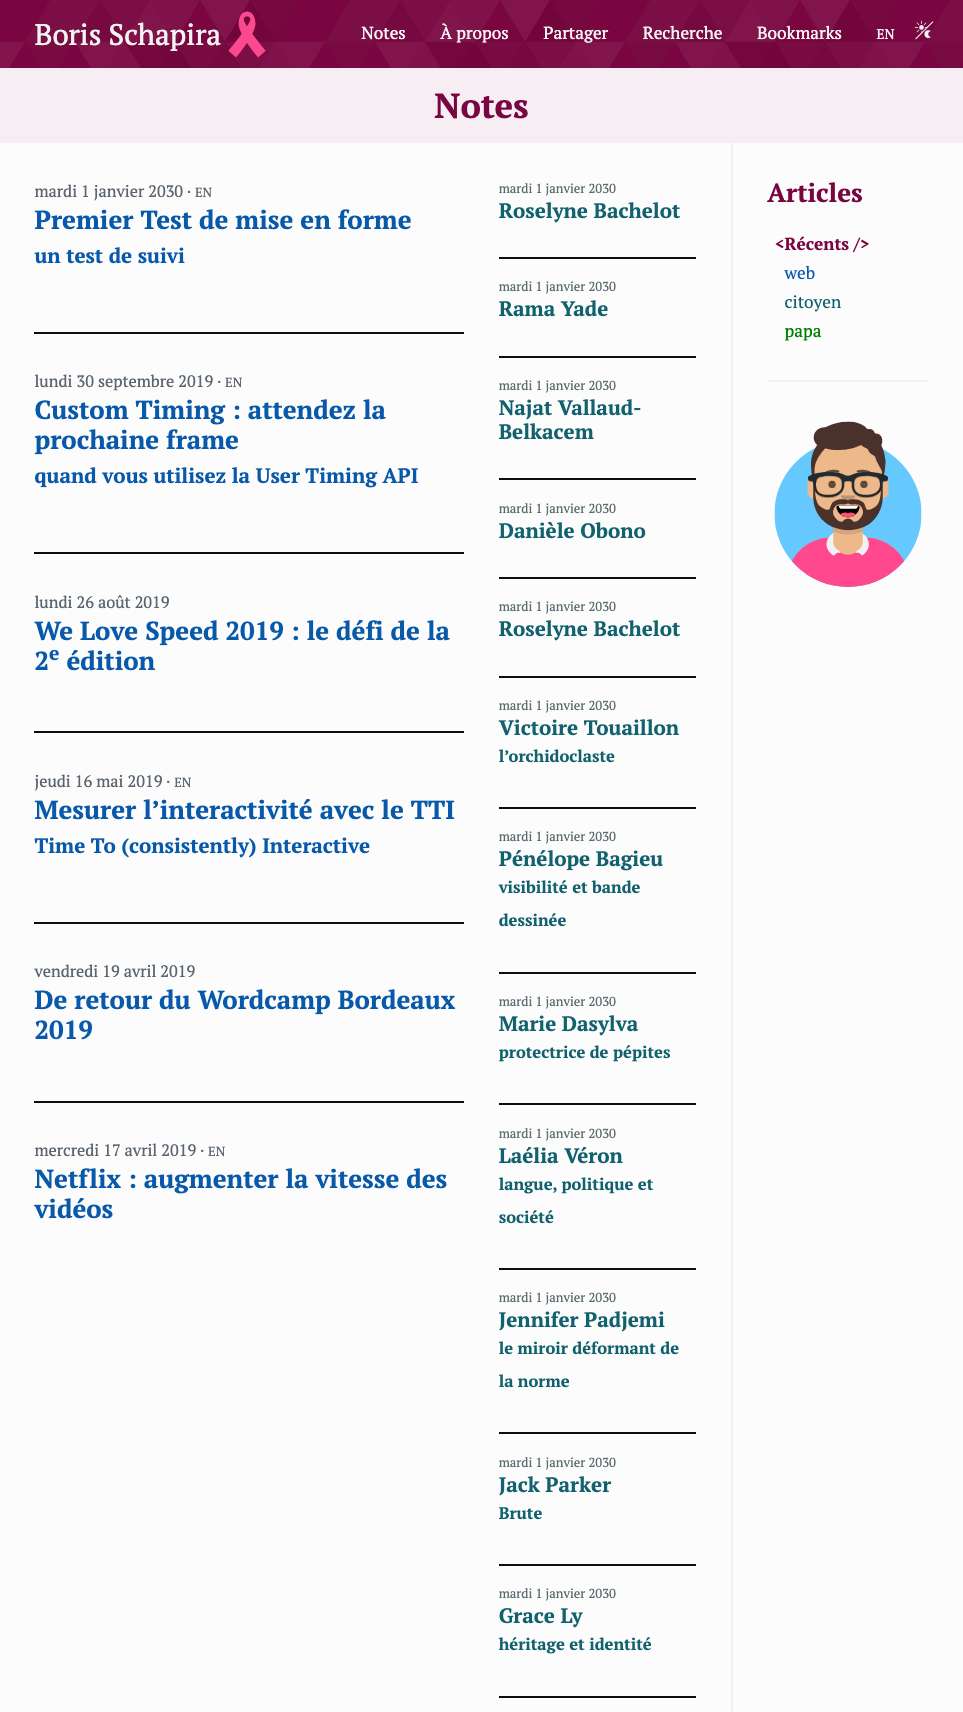 Boris Schapira
Notes
À propos
Partager
Recherche
Bookmarks
EN
Notes
mardi 1 janvier 2030 · EN
Premier Test de mise en forme
un test de suivi
lundi 30 septembre 2019 · EN
Custom Timing : attendez la
prochaine frame
quand vous utilisez la User Timing API
lundi 26 août 2019
We Love Speed 2019 : le défi de la
2e édition
jeudi 16 mai 2019 · EN
Mesurer l’interactivité avec le TTI
Time To (consistently) Interactive
vendredi 19 avril 2019
De retour du Wordcamp Bordeaux
2019
mercredi 17 avril 2019 · EN
Netflix : augmenter la vitesse des
vidéos
mardi 1 janvier 2030
Roselyne Bachelot
mardi 1 janvier 2030
Rama Yade
mardi 1 janvier 2030
Najat Vallaud-
Belkacem
mardi 1 janvier 2030
Danièle Obono
mardi 1 janvier 2030
Roselyne Bachelot
mardi 1 janvier 2030
Victoire Touaillon
l’orchidoclaste
mardi 1 janvier 2030
Pénélope Bagieu
visibilité et bande
dessinée
mardi 1 janvier 2030
Marie Dasylva
protectrice de pépites
mardi 1 janvier 2030
Laélia Véron
langue, politique et
société
mardi 1 janvier 2030
Jennifer Padjemi
le miroir déformant de
la norme
mardi 1 janvier 2030
Jack Parker
Brute
mardi 1 janvier 2030
Grace Ly
héritage et identité
Articles
<Récents />
web
citoyen
papa